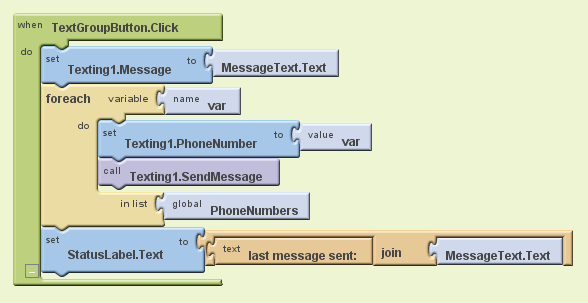 when TextGroupButton.Click
do
set Texting1.Message to MessageText.Text
foreach variable name var
do
set Texting1.PhoneNumber to value var
call Texting1.SendMessage
in list global PhoneNumbers
set StatusLabel.Text to text last message sent: join MessageText.Text